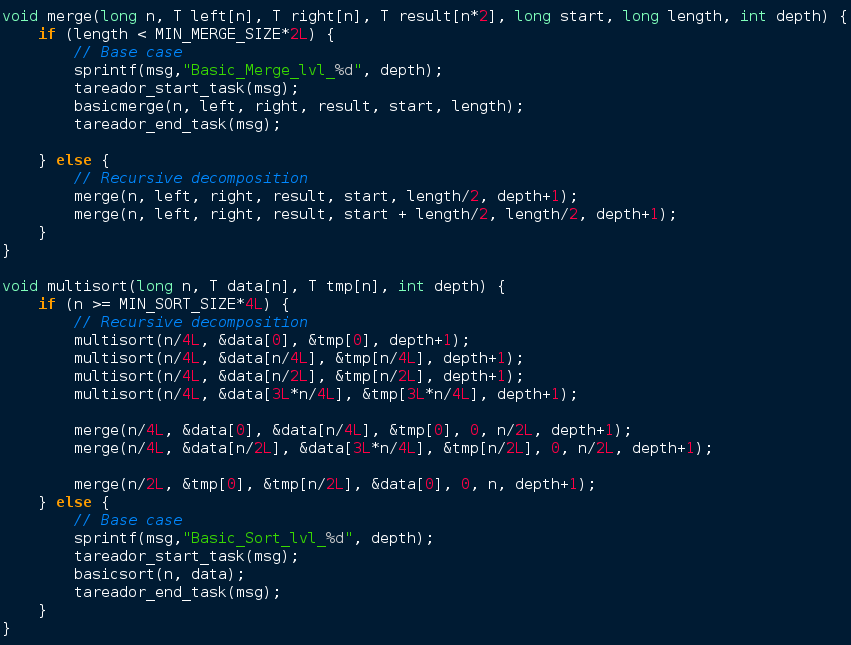 void merge(long n, T left[n], T right[n], T result[n*2], long start, long length, int depth) {
    if (length < MIN_MERGE_SIZE*2L) {
        // Base case
        sprintf(msg,"Basic_Merge_lvl_%d", depth);
        tareador_start_task(msg);
        basicmerge(n, left, right, result, start, length);
        tareador_end_task(msg);

    } else {
        // Recursive decomposition
        merge(n, left, right, result, start, length/2, depth+1);
        merge(n, left, right, result, start + length/2, length/2, depth+1);
    }
}

void multisort(long n, T data[n], T tmp[n], int depth) {
    if (n >= MIN_SORT_SIZE*4L) {
        // Recursive decomposition
        multisort(n/4L, &data[0], &tmp[0], depth+1);
        multisort(n/4L, &data[n/4L], &tmp[n/4L], depth+1);
        multisort(n/4L, &data[n/2L], &tmp[n/2L], depth+1);
        multisort(n/4L, &data[3L*n/4L], &tmp[3L*n/4L], depth+1);

        merge(n/4L, &data[0], &data[n/4L], &tmp[0], 0, n/2L, depth+1);
        merge(n/4L, &data[n/2L], &data[3L*n/4L], &tmp[n/2L], 0, n/2L, depth+1);

        merge(n/2L, &tmp[0], &tmp[n/2L], &data[0], 0, n, depth+1);
    } else {
        // Base case
        sprintf(msg,"Basic_Sort_lvl_%d", depth);
        tareador_start_task(msg);
        basicsort(n, data);
        tareador_end_task(msg);
    }
}